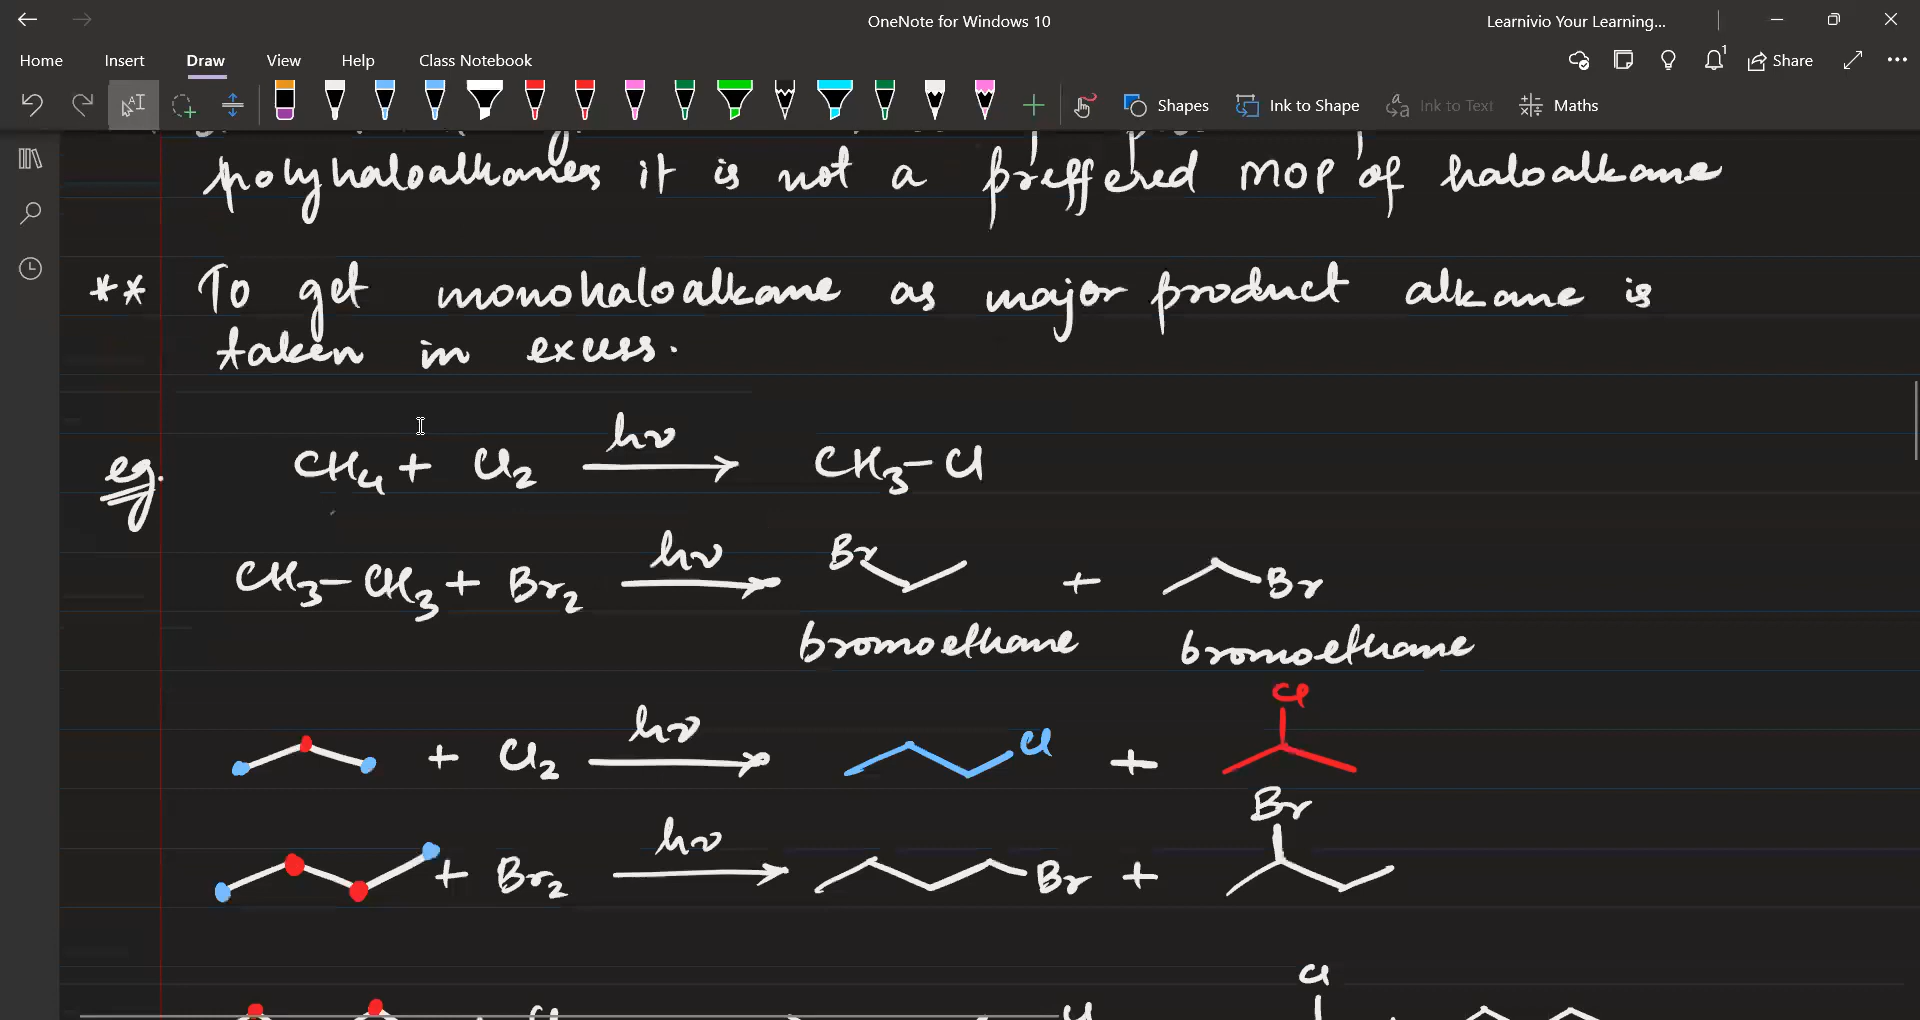 OneNote for Windows 10
Learnivio Your Learning...
Home Insert Draw View Help Class Notebook
1 Share
Shapes Ink to Shape Ink to Text Maths
polyhaloalkanes it is not a preffered MOP of haloalkane
** To get monohaloalkane as major product alkane is
taken in excess.
eg. CH₄ + Cl₂ hν → CH₃-Cl
CH₃-CH₃ + Br₂ hν → Br + Br
bromoethane bromoethane
+ Cl₂ hν → Cl + Cl
+ Br₂ hν → Br + Br
Cl